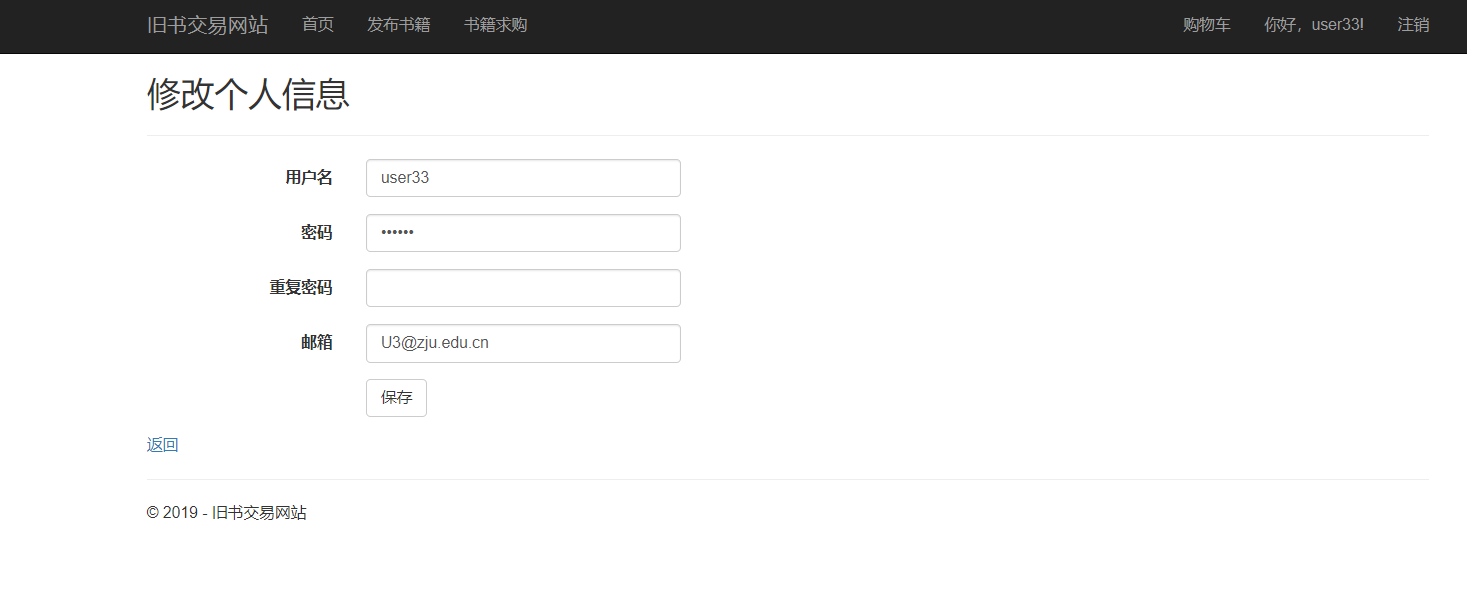 旧书交易网站 首页 发布书籍 书籍求购 购物车 你好，user33! 注销
修改个人信息
用户名 user33
密码 ••••••
重复密码
邮箱 U3@zju.edu.cn
保存
返回
© 2019 - 旧书交易网站